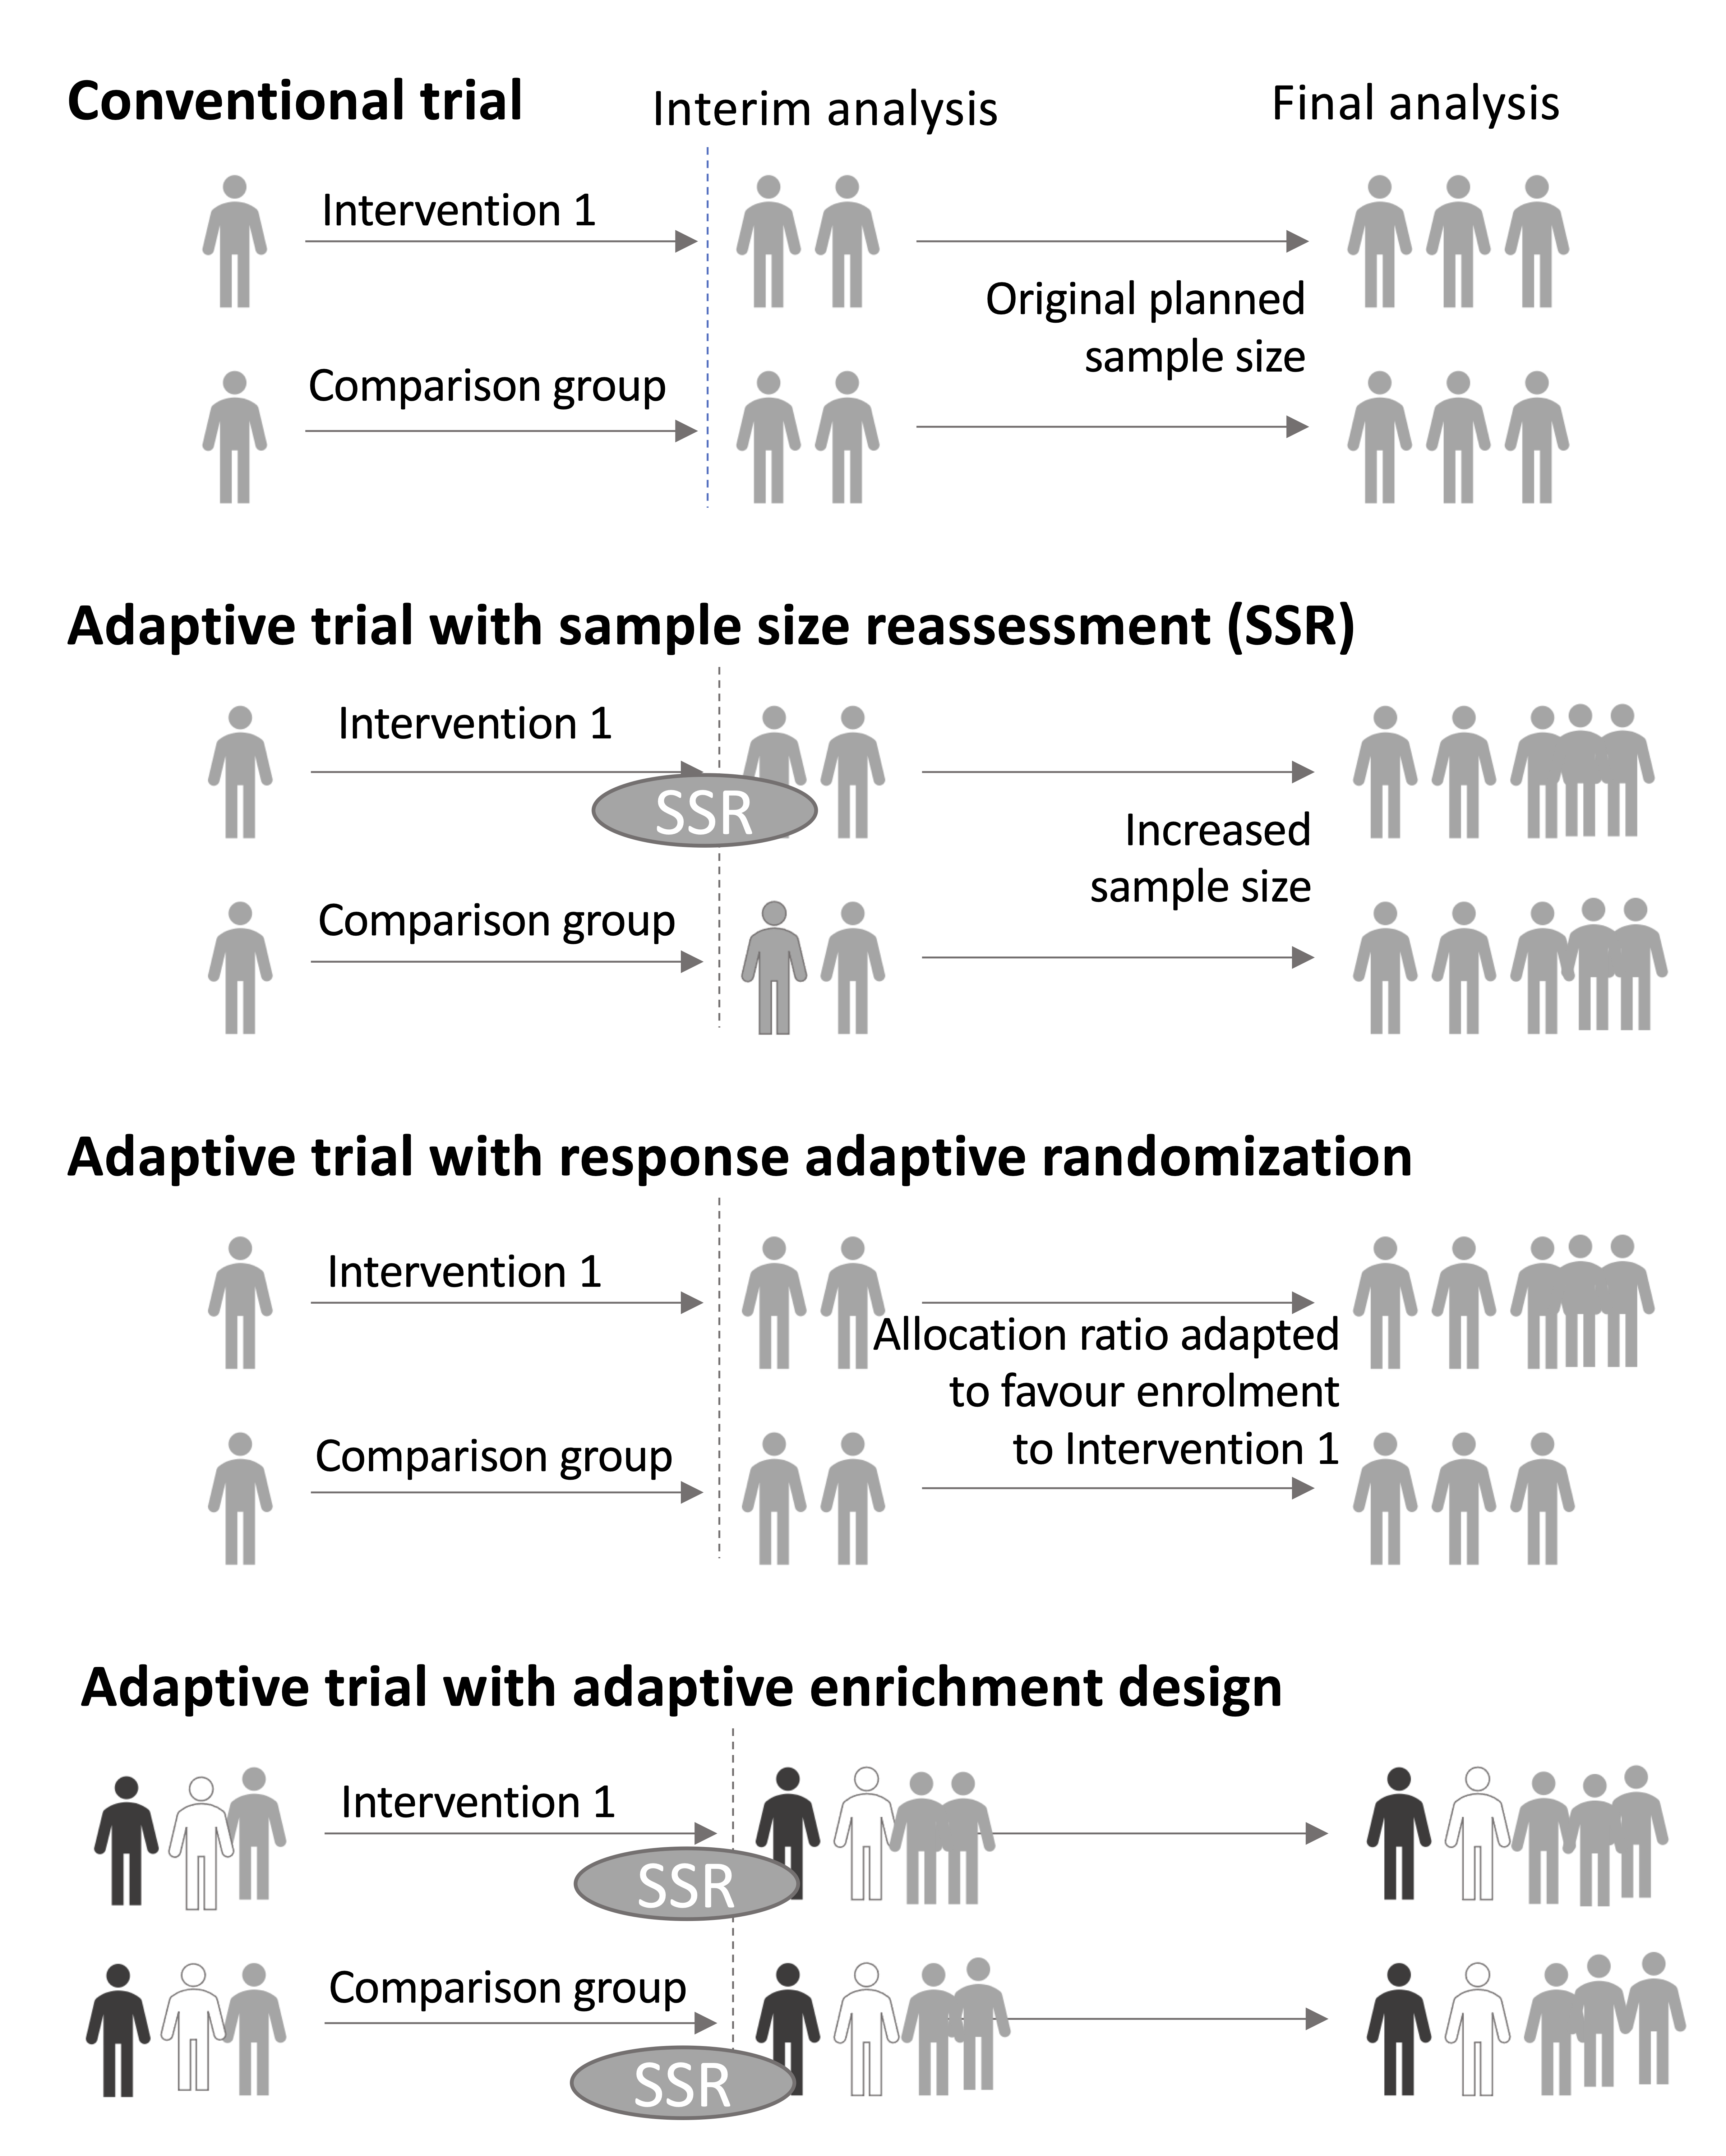 Conventional trial
Interim analysis
Final analysis
Intervention 1
Original planned
sample size
Comparison group
Adaptive trial with sample size reassessment (SSR)
Intervention 1
SSR
Increased
sample size
Comparison group
Adaptive trial with response adaptive randomization
Intervention 1
Allocation ratio adapted
to favour enrolment
to Intervention 1
Comparison group
Adaptive trial with adaptive enrichment design
Intervention 1
SSR
Comparison group
SSR